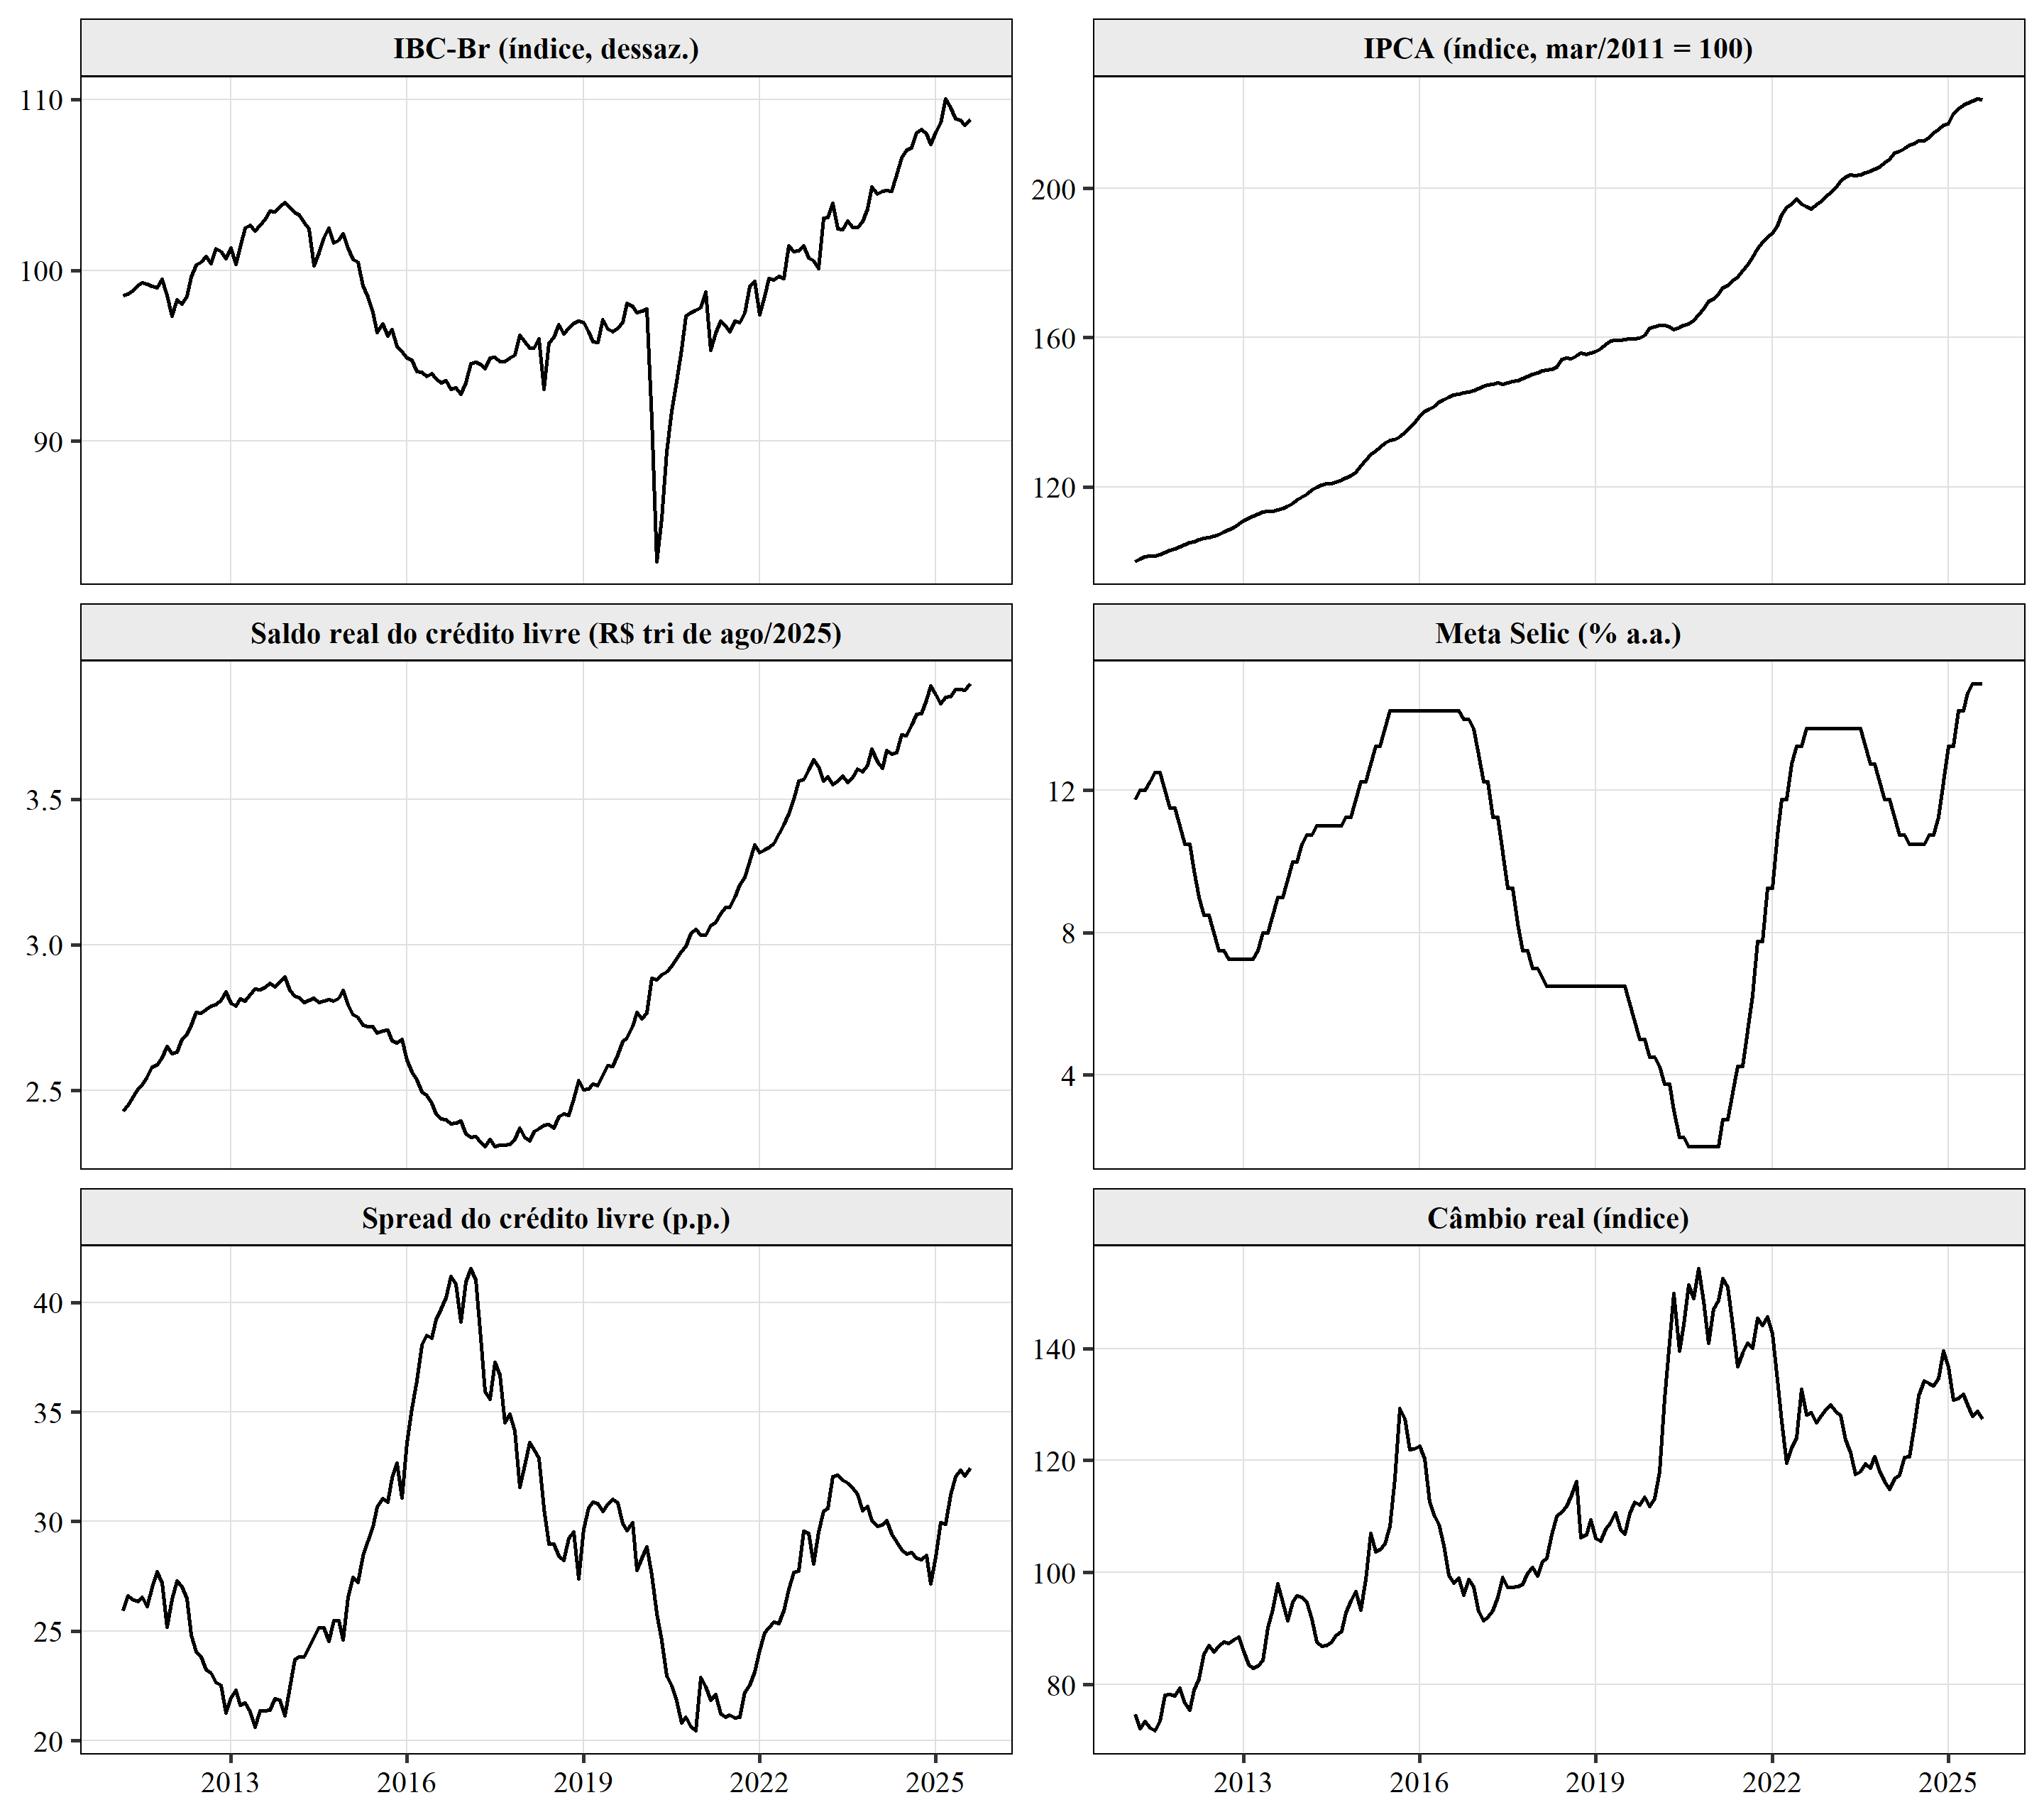 IBC-Br (índice, dessaz.)
110
100
90
IPCA (índice, mar/2011 = 100)
200
160
120
Saldo real do crédito livre (R$ tri de ago/2025)
3.5
3.0
2.5
Meta Selic (% a.a.)
12
8
4
Spread do crédito livre (p.p.)
40
35
30
25
20
2013 2016 2019 2022 2025
Câmbio real (índice)
140
120
100
80
2013 2016 2019 2022 2025